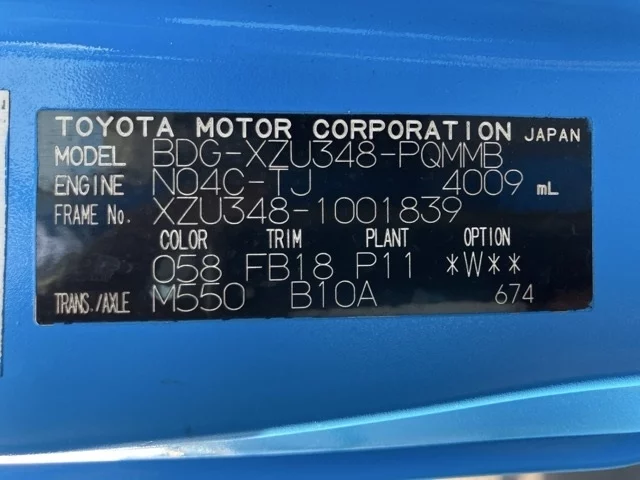 TOYOTA MOTOR CORPORATION JAPAN
MODEL BDG-XZU348-PQMMB
ENGINE N04C-TJ 4009 mL
FRAME No. XZU348-1001839
COLOR TRIM PLANT OPTION
058 FB18 P11 *W**
TRANS./AXLE M550 B10A 674